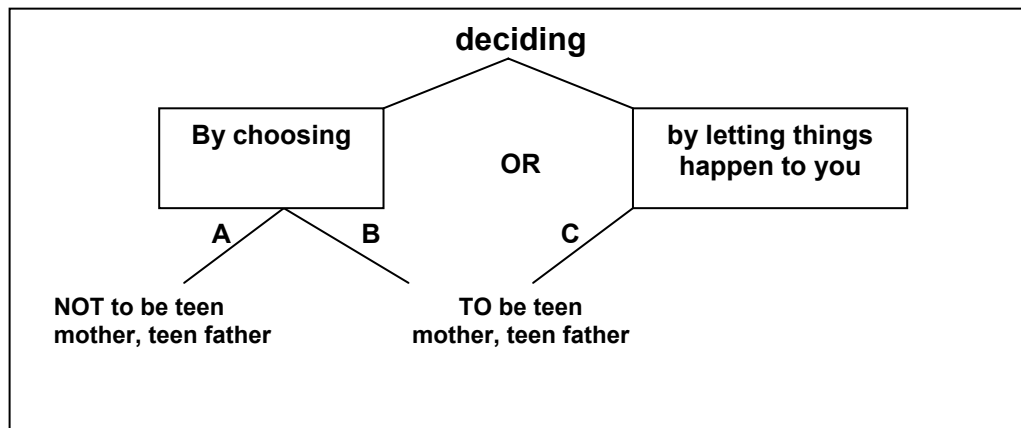 deciding
By choosing
OR
by letting things
happen to you
A
B
C
NOT to be teen
mother, teen father
TO be teen
mother, teen father